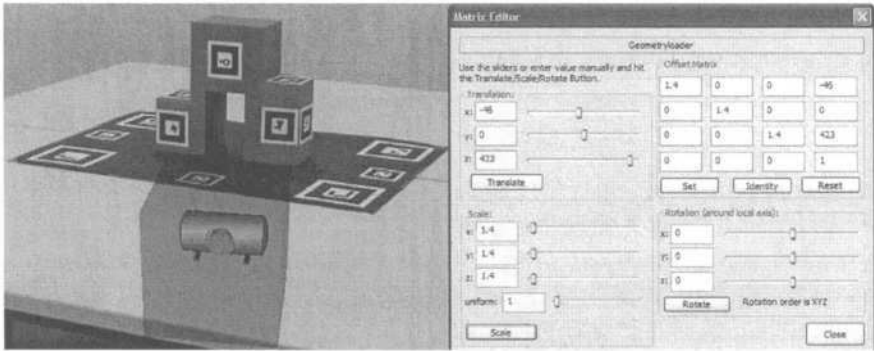 Matrix Editor
Geometryloader
Use the sliders or enter value manually and hit
the Translate/Scale/Rotate Button.
Translation:
x: -46
y: 0
z: 423
Translate
Scale:
x: 1.4
y: 1.4
z: 1.4
uniform: 1
Scale
Offset Matrix
1.4 0 0 -46
0 1.4 0 0
0 0 1.4 423
0 0 0 1
Set Identity Reset
Rotation (around local axis):
x: 0
y: 0
z: 0
Rotate Rotation order is XYZ
Close